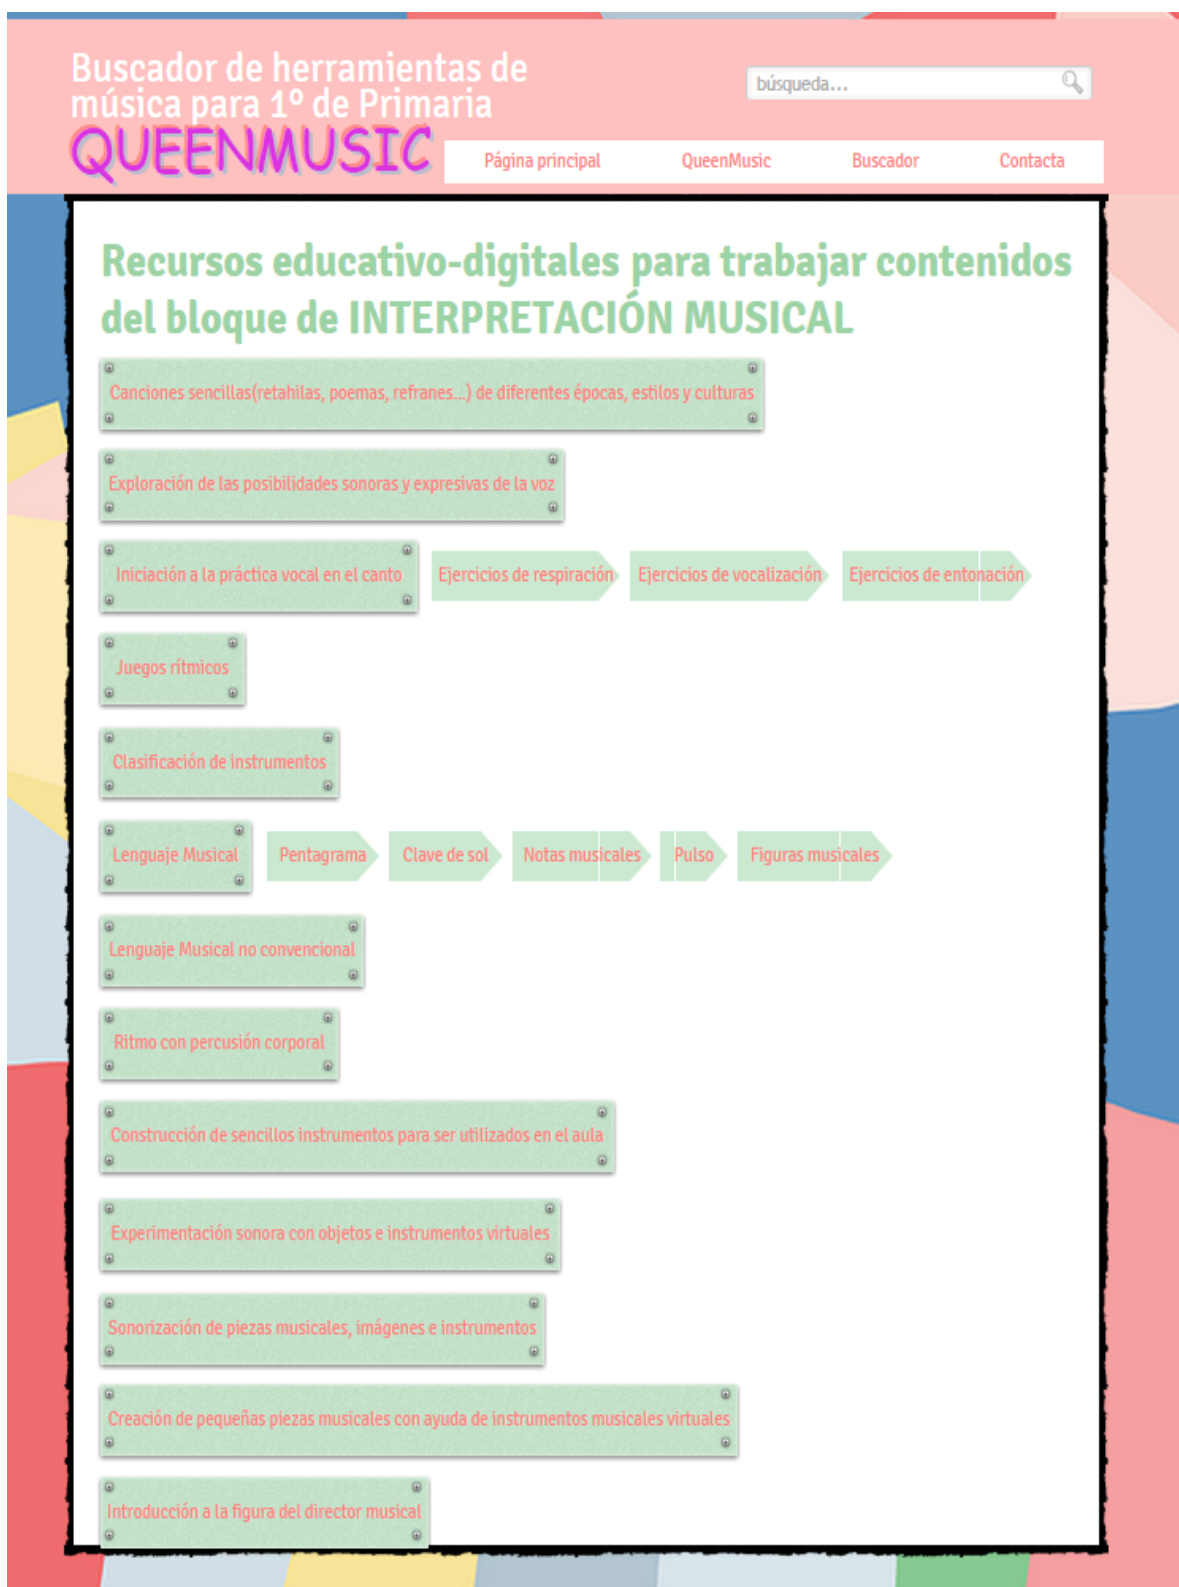 Buscador de herramientas de
música para 1º de Primaria
QUEENMUSIC
búsqueda...
Página principal QueenMusic Buscador Contacta
Recursos educativo-digitales para trabajar contenidos
del bloque de INTERPRETACIÓN MUSICAL
Canciones sencillas(retahilas, poemas, refranes...) de diferentes épocas, estilos y culturas
Exploración de las posibilidades sonoras y expresivas de la voz
Iniciación a la práctica vocal en el canto Ejercicios de respiración Ejercicios de vocalización Ejercicios de entonación
Juegos rítmicos
Clasificación de instrumentos
Lenguaje Musical Pentagrama Clave de sol Notas musicales Pulso Figuras musicales
Lenguaje Musical no convencional
Ritmo con percusión corporal
Construcción de sencillos instrumentos para ser utilizados en el aula
Experimentación sonora con objetos e instrumentos virtuales
Sonorización de piezas musicales, imágenes e instrumentos
Creación de pequeñas piezas musicales con ayuda de instrumentos musicales virtuales
Introducción a la figura del director musical